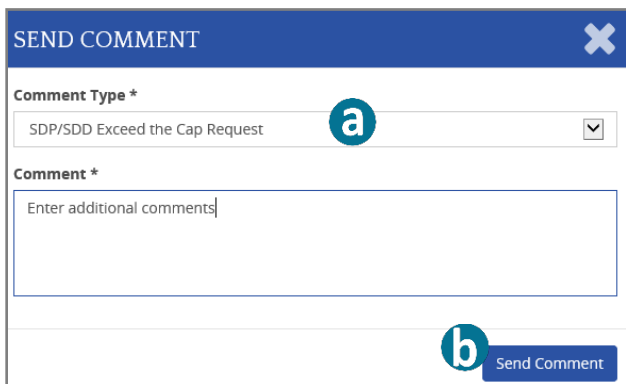 SEND COMMENT
Comment Type *
SDP/SDD Exceed the Cap Request
a
Comment *
Enter additional comments
b
Send Comment